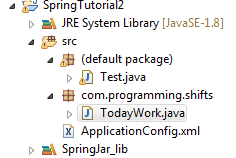 SpringTutorial2
JRE System Library [JavaSE-1.8]
src
(default package)
Test.java
com.programming.shifts
TodayWork.java
ApplicationConfig.xml
SpringJar_lib